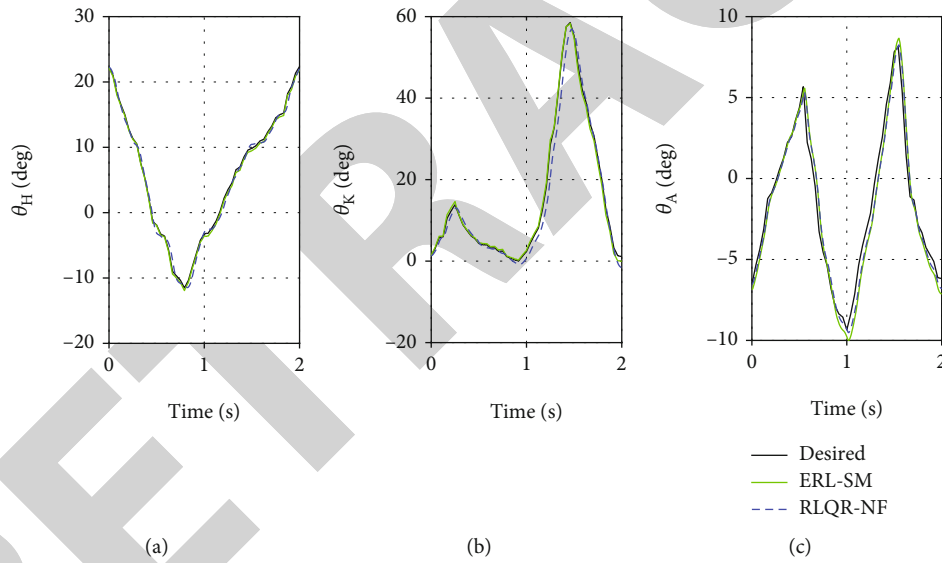 30
20
10
0
−10
−20
θH (deg)
0
1
2
Time (s)
(a)
60
40
20
0
−20
θK (deg)
0
1
2
Time (s)
(b)
10
5
0
−5
−10
θA (deg)
0
1
2
Time (s)
Desired
ERL-SM
RLQR-NF
(c)